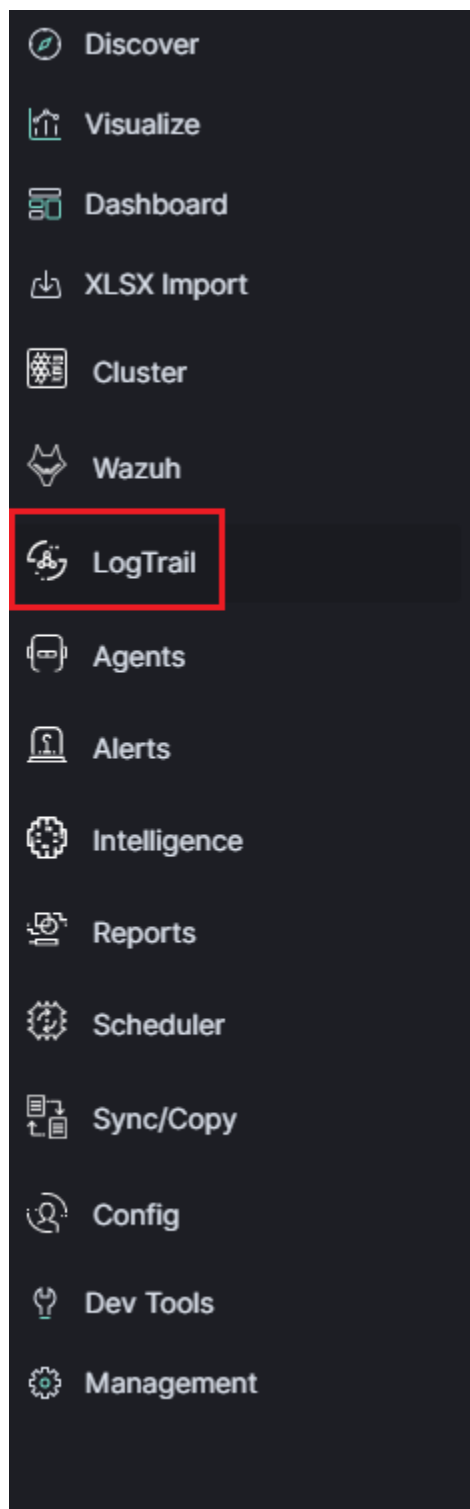 Discover
Visualize
Dashboard
XLSX Import
Cluster
Wazuh
LogTrail
Agents
Alerts
Intelligence
Reports
Scheduler
Sync/Copy
Config
Dev Tools
Management